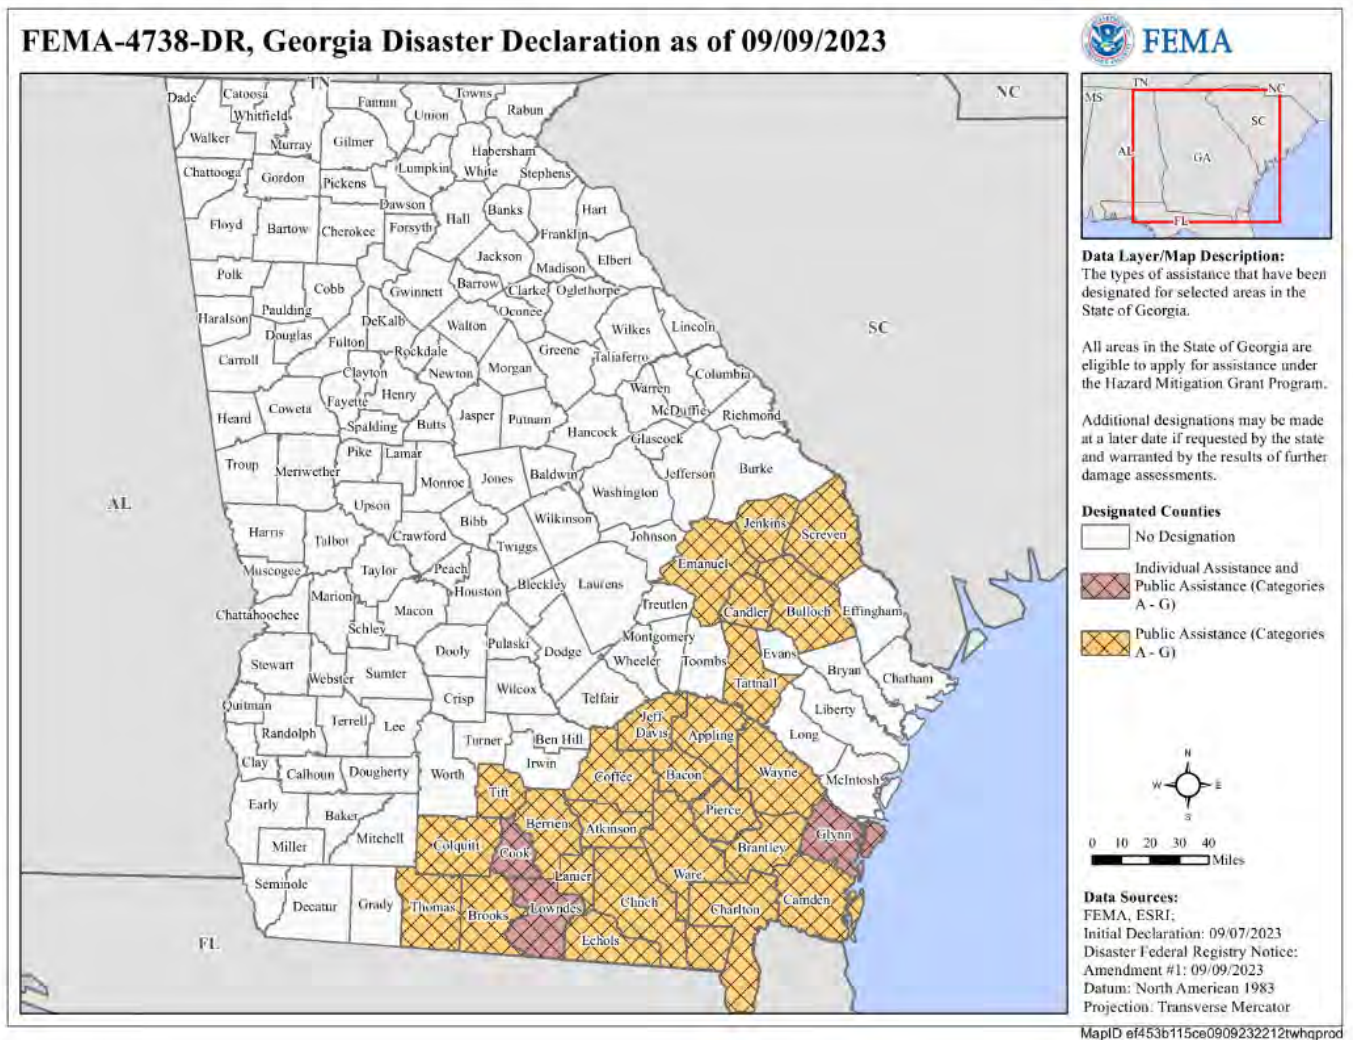 FEMA-4738-DR, Georgia Disaster Declaration as of 09/09/2023
FEMA
TN
NC
Dade
Catoosa
Whitfield
Walker
Murray
Fannin
Gilmer
Union
Towns
Rabun
Habersham
Lumpkin
White
Stephens
Chattooga
Gordon
Pickens
Dawson
Floyd
Bartow
Cherokee
Forsyth
Hall
Banks
Hart
Franklin
Jackson
Madison
Elbert
Polk
Cobb
Gwinnett
Barrow
Clarke
Oglethorpe
Oconee
Haralson
Paulding
Douglas
Fulton
DeKalb
Walton
Wilkes
Lincoln
SC
Carroll
Rockdale
Newton
Morgan
Greene
Taliaferro
Clayton
Henry
Fayette
Columbia
Warren
McDuffie
Richmond
Heard
Coweta
Spalding
Butts
Jasper
Putnam
Hancock
Glascock
Troup
Meriwether
Pike
Lamar
Monroe
Jones
Baldwin
Washington
Jefferson
Burke
AL
Upson
Harris
Talbot
Crawford
Bibb
Twiggs
Wilkinson
Johnson
Jenkins
Screven
Emanuel
Muscogee
Taylor
Peach
Houston
Bleckley
Laurens
Treutlen
Candler
Bulloch
Effingham
Chattahoochee
Marion
Macon
Schley
Stewart
Webster
Sumter
Dooly
Pulaski
Dodge
Montgomery
Wheeler
Toombs
Evans
Tattnall
Bryan
Chatham
Quitman
Randolph
Terrell
Lee
Crisp
Wilcox
Telfair
Jeff
Davis
Appling
Liberty
Long
Clay
Calhoun
Dougherty
Worth
Turner
Ben Hill
Irwin
Coffee
Bacon
Wayne
McIntosh
Early
Baker
Mitchell
Tift
Berrien
Atkinson
Pierce
Brantley
Glynn
Miller
Colquitt
Cook
Lanier
Ware
Seminole
Decatur
Grady
Thomas
Brooks
Lowndes
Clinch
Charlton
Camden
Echols
FL
TN
NC
MS
SC
AL
GA
FL
Data Layer/Map Description:
The types of assistance that have been
designated for selected areas in the
State of Georgia.
All areas in the State of Georgia are
eligible to apply for assistance under
the Hazard Mitigation Grant Program.
Additional designations may be made
at a later date if requested by the state
and warranted by the results of further
damage assessments.
Designated Counties
No Designation
Individual Assistance and
Public Assistance (Categories
A - G)
Public Assistance (Categories
A - G)
N
W
E
S
0 10 20 30 40
Miles
Data Sources:
FEMA, ESRI;
Initial Declaration: 09/07/2023
Disaster Federal Registry Notice:
Amendment #1: 09/09/2023
Datum: North American 1983
Projection: Transverse Mercator
MapID ef453b115ce0909232212twhqprod